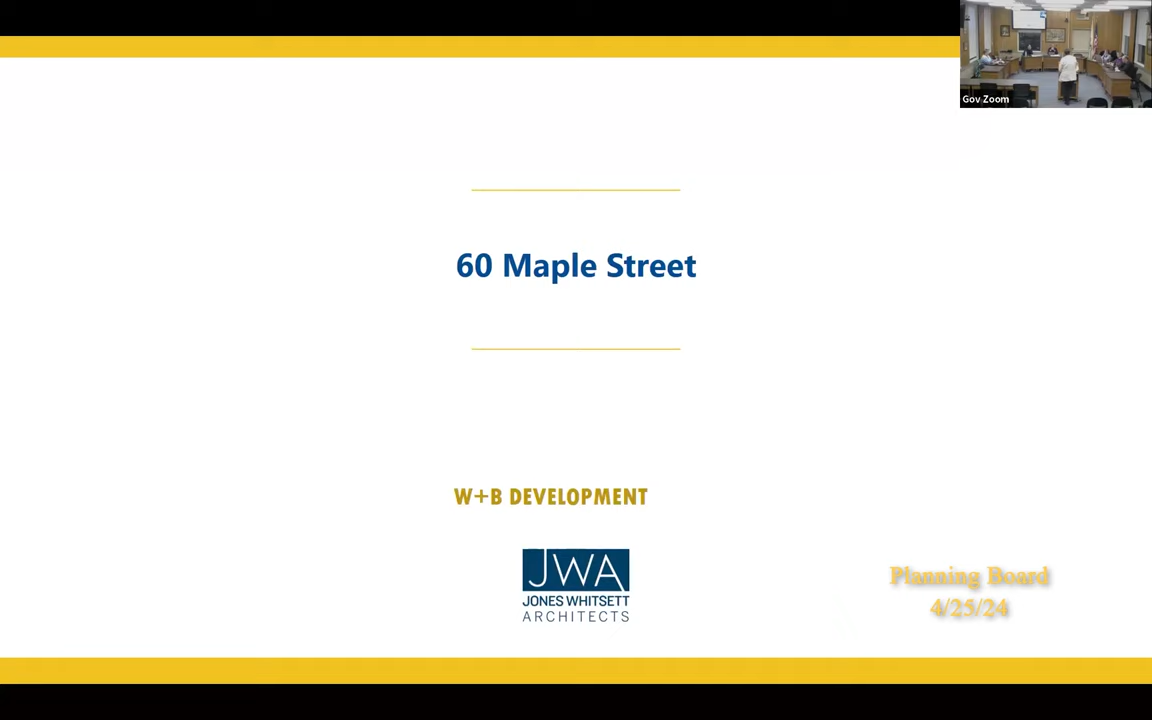 Gov Zoom
60 Maple Street
W+B DEVELOPMENT
JWA
JONES WHITSETT
ARCHITECTS
Planning Board
4/25/24